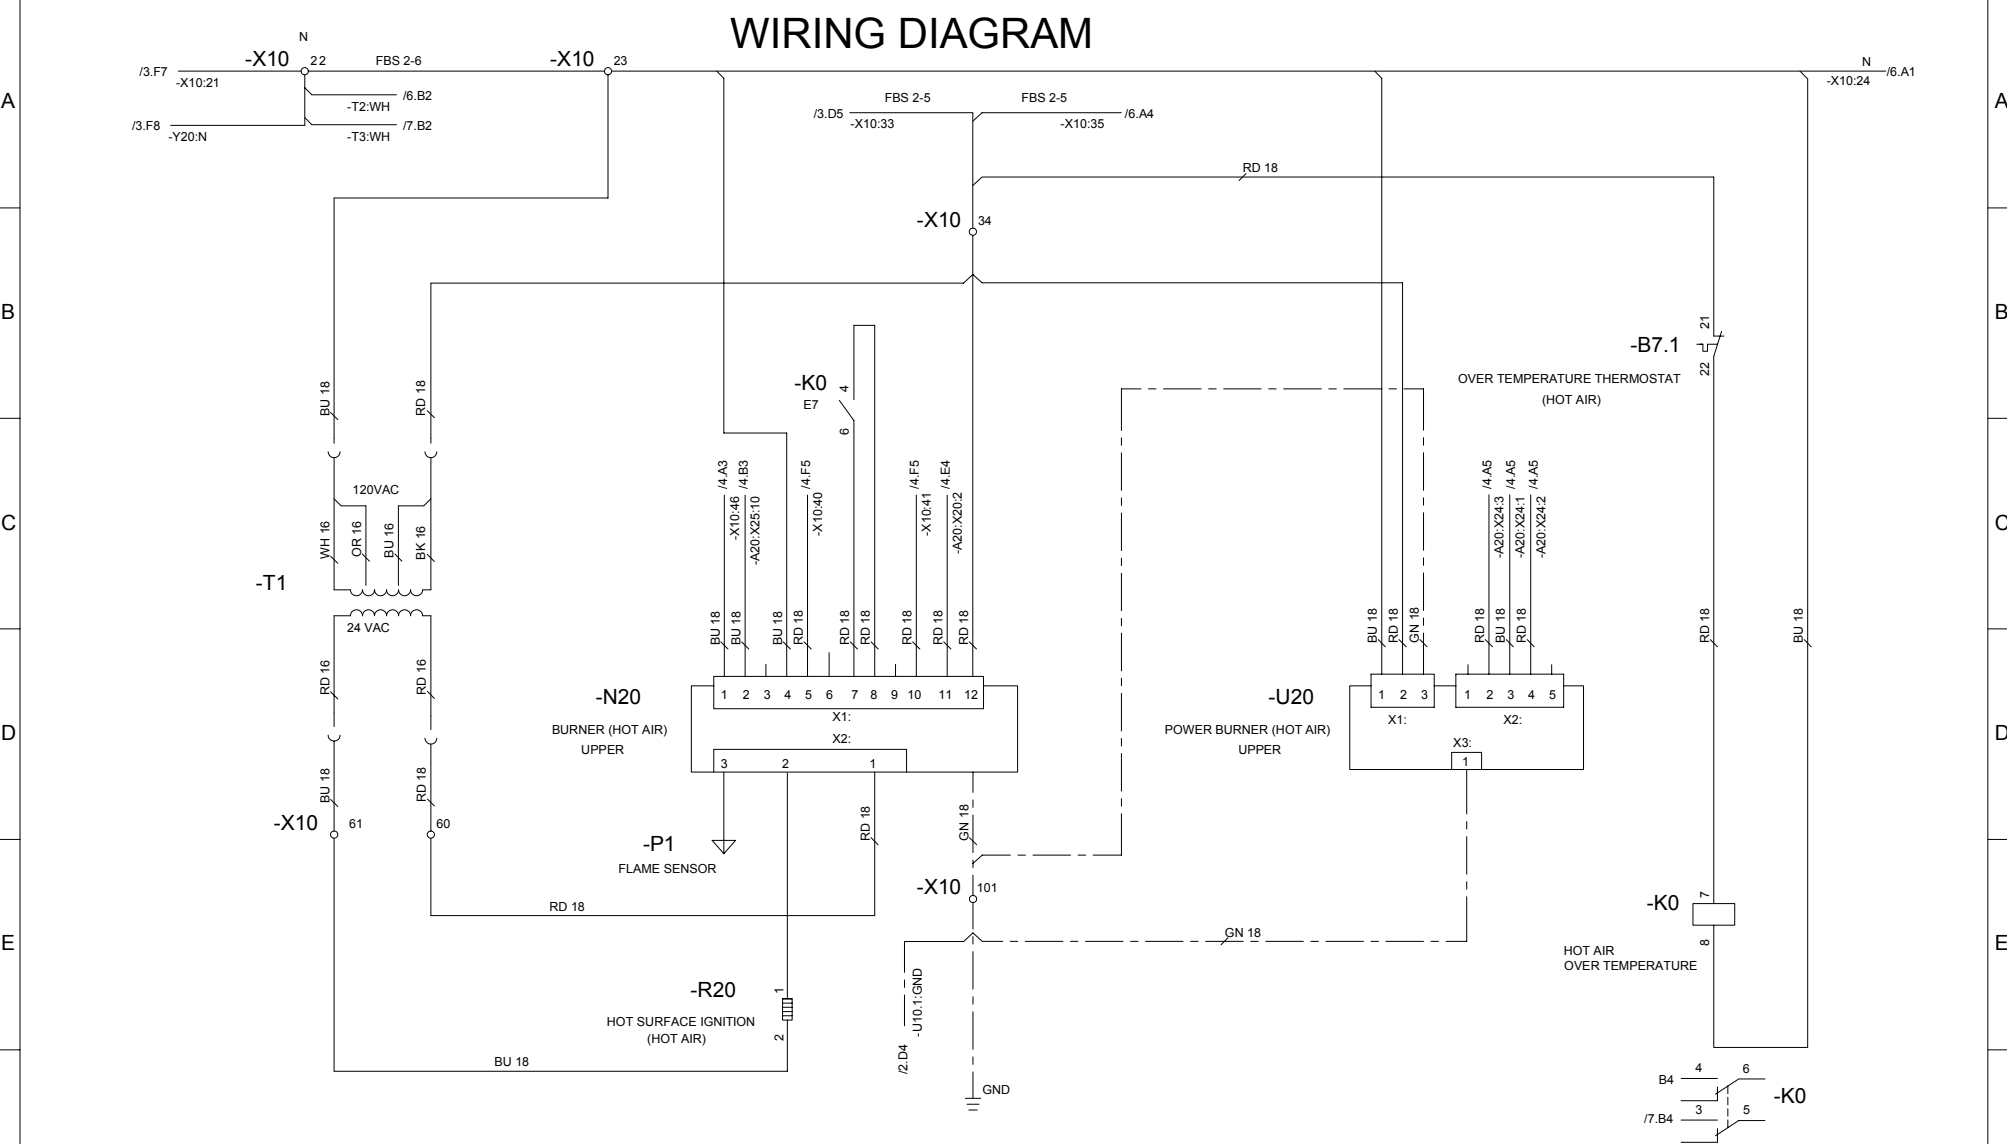 WIRING DIAGRAM
N
-X10 22
FBS 2-6
-X10 23
/3.F7
-X10:21
N
-X10:24
/6.A1
/6.B2
-T2:WH
/3.F8
-Y20:N
/7.B2
-T3:WH
A
A
FBS 2-5
FBS 2-5
/3.D5
-X10:33
-X10:35
/6.A4
RD 18
-X10 34
B
B
21
-B7.1
22
OVER TEMPERATURE THERMOSTAT
(HOT AIR)
BU 18
RD 18
-K0
E7
4
6
120VAC
WH 16
OR 16
BU 16
BK 16
C
C
/4.A3
-X10:46
/4.B3
-A20:X25:10
/4.F5
-X10:40
/4.F5
-X10:41
/4.E4
-A20:X20:2
/4.A5
-A20:X24:3
/4.A5
-A20:X24:1
/4.A5
-A20:X24:2
-T1
24 VAC
BU 18
BU 18
BU 18
RD 18
RD 18
RD 18
RD 18
RD 18
RD 18
BU 18
RD 18
GN 18
RD 18
BU 18
RD 18
RD 18
BU 18
RD 16
RD 16
-N20
BURNER (HOT AIR)
UPPER
1 2 3 4 5 6 7 8 9 10 11 12
X1:
X2:
3 2 1
-U20
POWER BURNER (HOT AIR)
UPPER
1 2 3
X1:
1 2 3 4 5
X2:
X3:
1
D
D
BU 18
RD 18
-X10 61
60
-P1
FLAME SENSOR
RD 18
GN 18
-X10 101
RD 18
GN 18
-K0
7
8
HOT AIR
OVER TEMPERATURE
E
E
-R20
1
2
HOT SURFACE IGNITION
(HOT AIR)
BU 18
/2.D4
-U10.1:GND
GND
B4
4 6
-K0
/7.B4
3 5